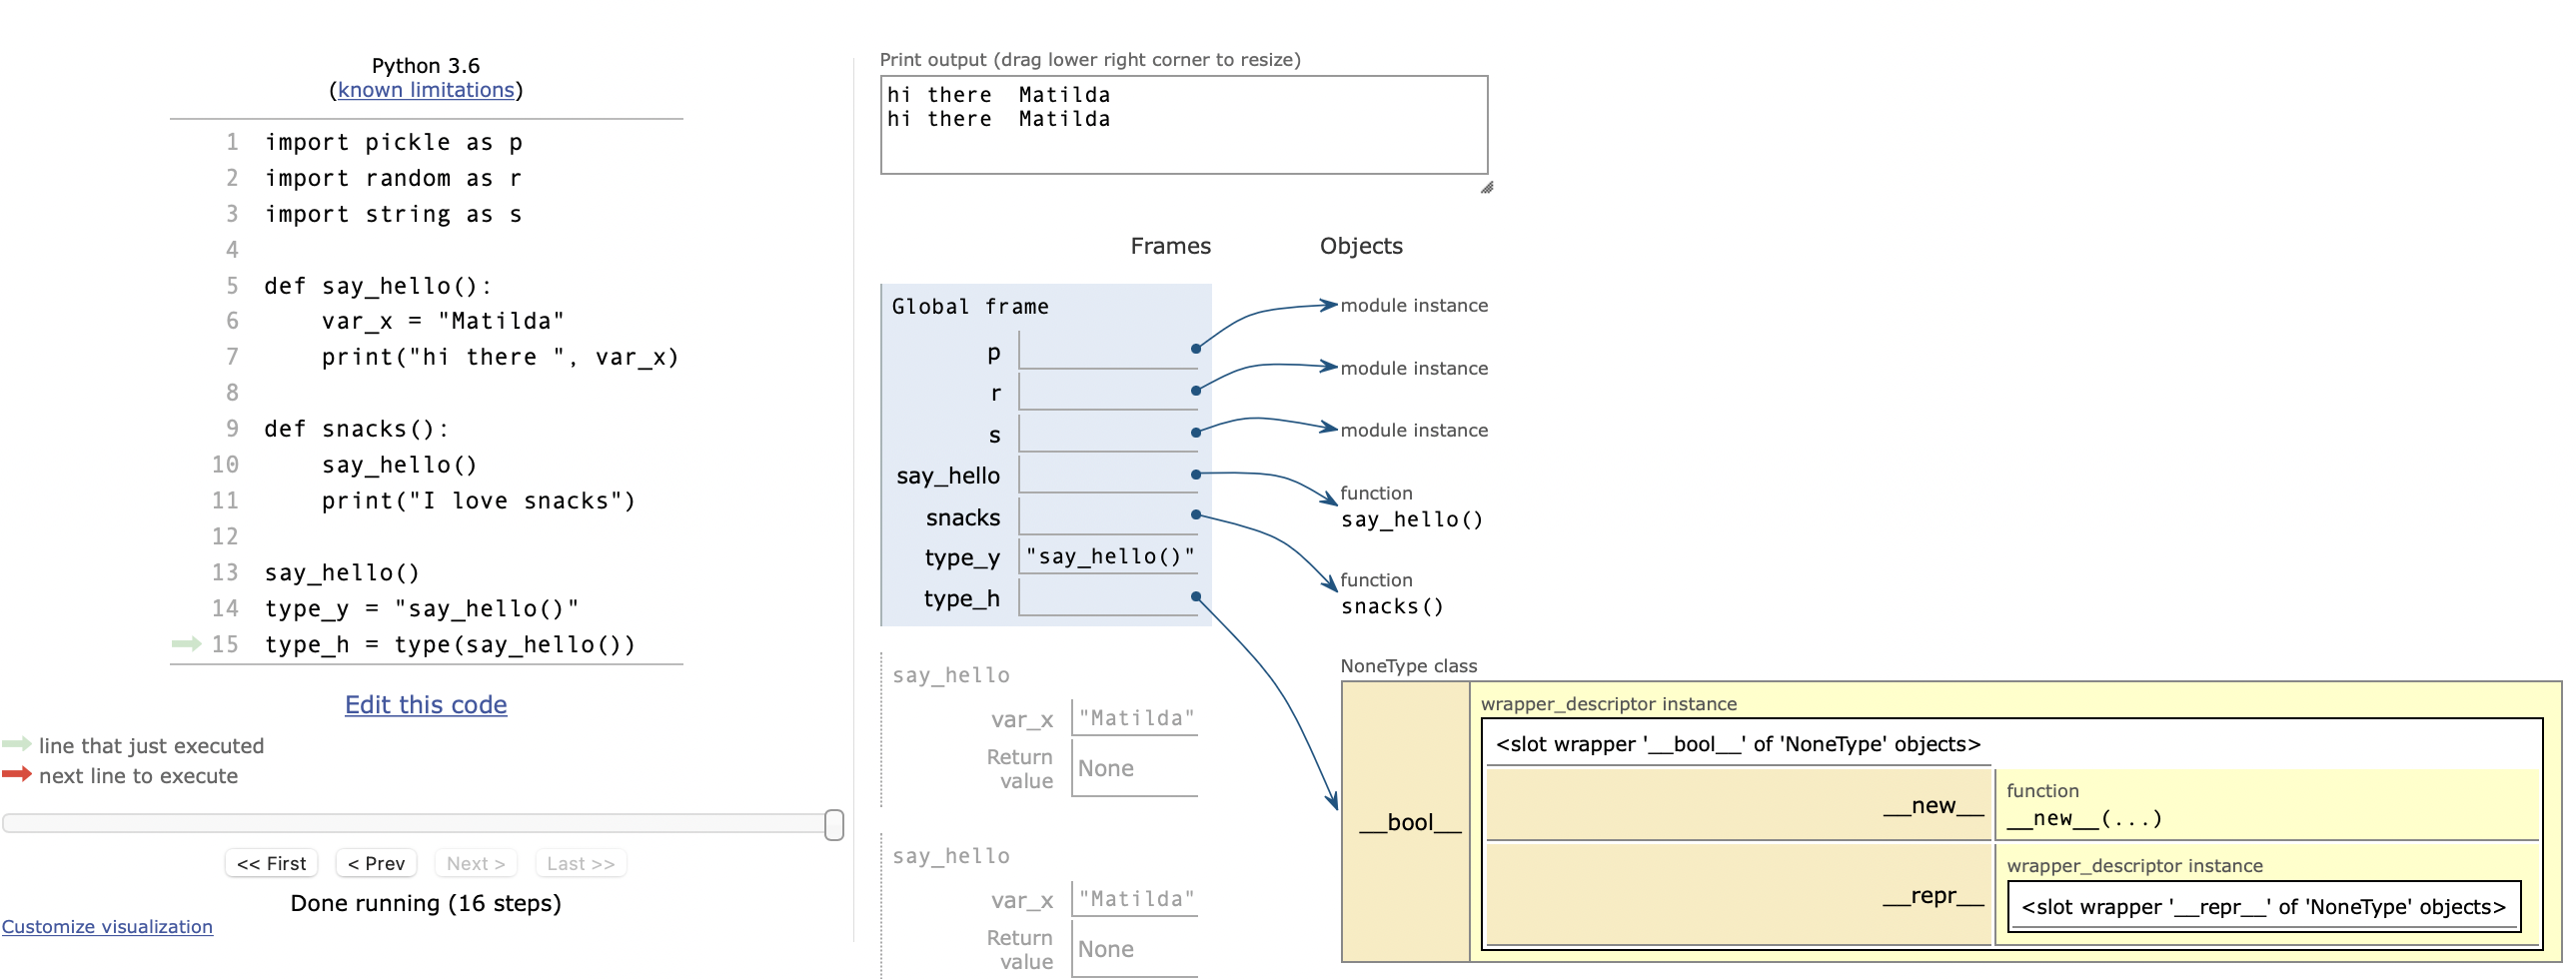 Python 3.6
(known limitations)
1 import pickle as p
2 import random as r
3 import string as s
4
5 def say_hello():
6     var_x = "Matilda"
7     print("hi there ", var_x)
8
9 def snacks():
10     say_hello()
11     print("I love snacks")
12
13 say_hello()
14 type_y = "say_hello()"
15 type_h = type(say_hello())
Edit this code
line that just executed
next line to execute
<< First < Prev Next > Last >>
Done running (16 steps)
Customize visualization
Print output (drag lower right corner to resize)
hi there  Matilda
hi there  Matilda
Frames Objects
Global frame
p
r
s
say_hello
snacks
type_y "say_hello()"
type_h
say_hello
var_x "Matilda"
Return
value None
say_hello
var_x "Matilda"
Return
value None
module instance
module instance
module instance
function
say_hello()
function
snacks()
NoneType class
__bool__
wrapper_descriptor instance
<slot wrapper '__bool__' of 'NoneType' objects>
__new__
function
__new__(...)
__repr__
wrapper_descriptor instance
<slot wrapper '__repr__' of 'NoneType' objects>